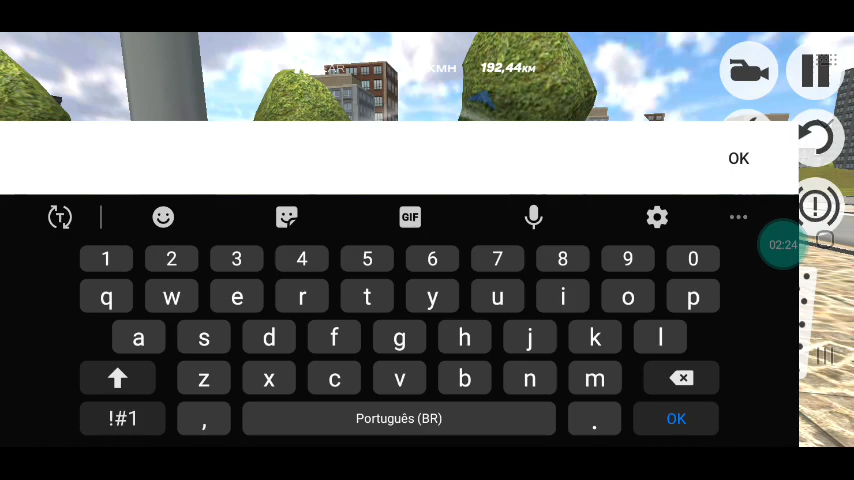 KMH 192,44KM
OK
T
GIF
02:24
1 2 3 4 5 6 7 8 9 0
q w e r t y u i o p
a s d f g h j k l
z x c v b n m
!#1 , Português (BR) . OK